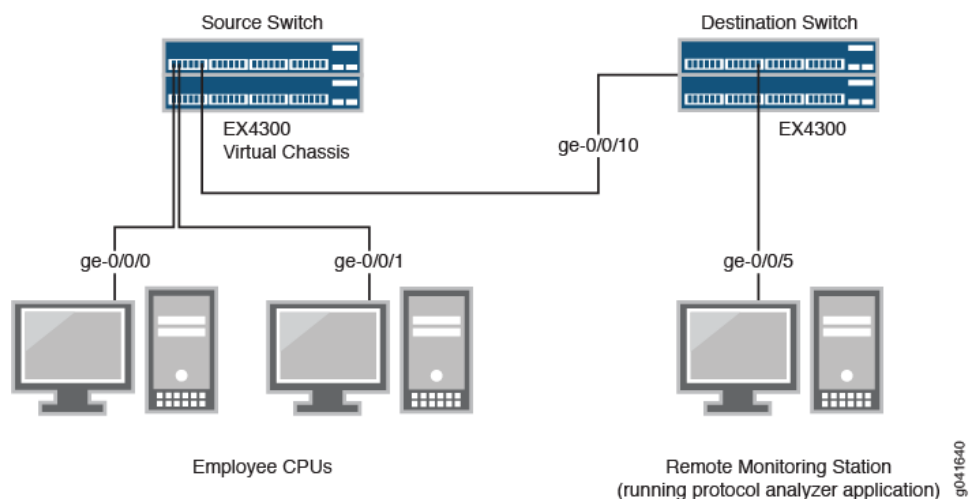 Source Switch
Destination Switch
EX4300
Virtual Chassis
EX4300
ge-0/0/10
ge-0/0/0
ge-0/0/1
ge-0/0/5
Employee CPUs
Remote Monitoring Station
(running protocol analyzer application)
g041640